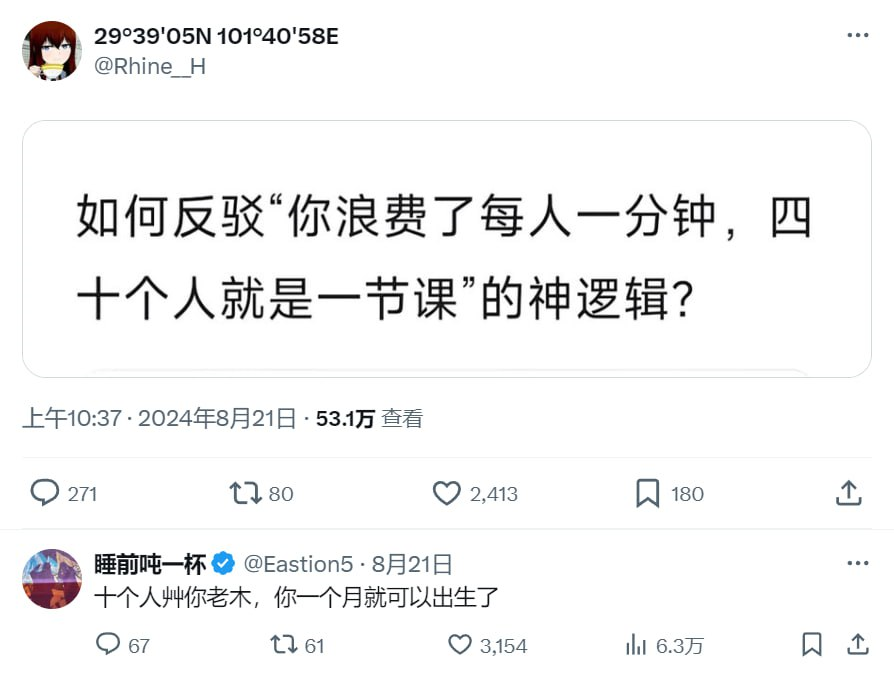 29°39'05N 101°40'58E
@Rhine__H
如何反驳“你浪费了每人一分钟，四
十个人就是一节课”的神逻辑？
上午10:37 · 2024年8月21日 · 53.1万 查看
271 80 2,413 180
睡前吨一杯 @Eastion5 · 8月21日
十个人艸你老木，你一个月就可以出生了
67 61 3,154 6.3万